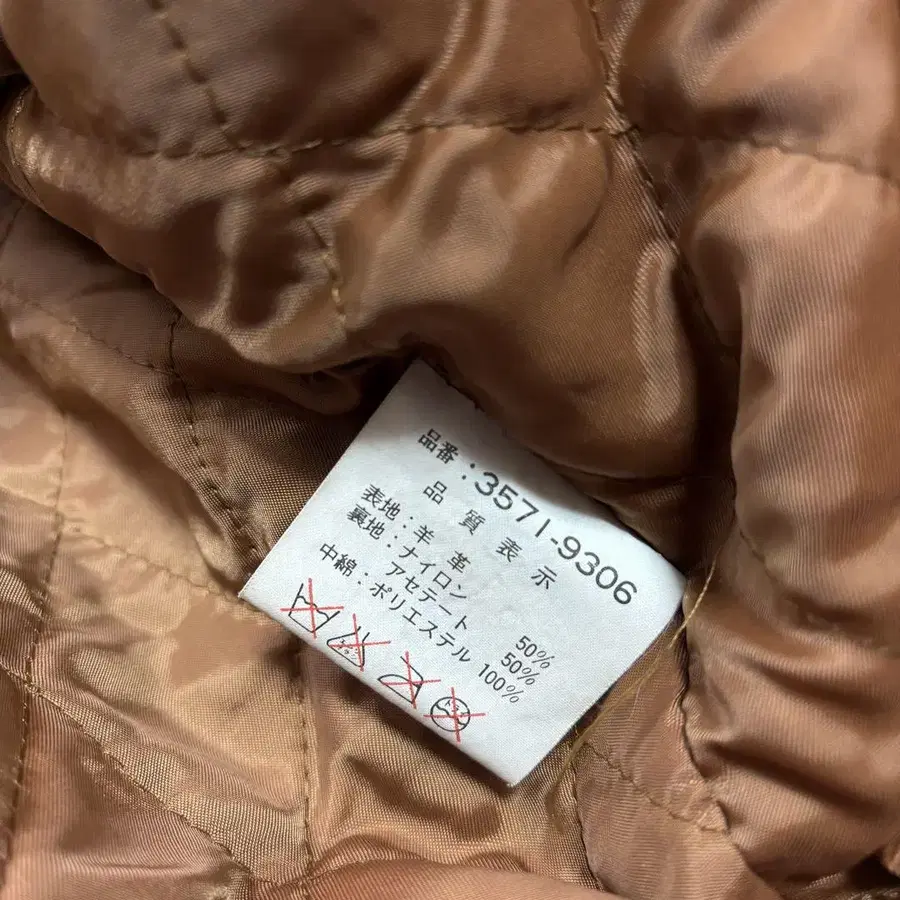 品番：3571-9306
品質表示
表地：羊革
裏地：ナイロン 50%
アセテート 50%
中綿：ポリエステル 100%